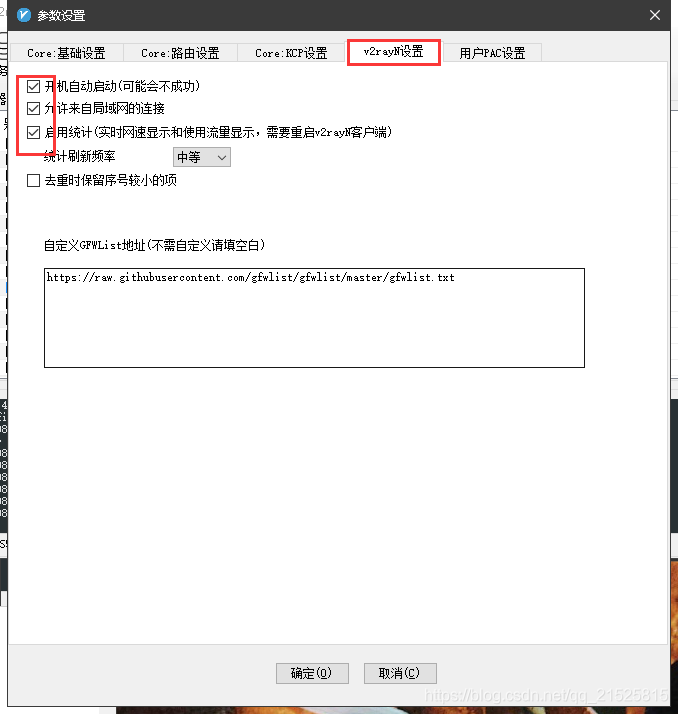 参数设置
Core:基础设置 Core:路由设置 Core:KCP设置 v2rayN设置 用户PAC设置
开机自动启动(可能会不成功)
允许来自局域网的连接
启用统计(实时网速显示和使用流量显示，需要重启v2rayN客户端)
统计刷新频率 中等
去重时保留序号较小的项
自定义GFWList地址(不需自定义请填空白)
https://raw.githubusercontent.com/gfwlist/gfwlist/master/gfwlist.txt
确定(O) 取消(C)
https://blog.csdn.net/qq_21525815